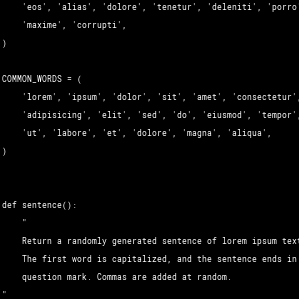 'eos', 'alias', 'dolore', 'tenetur', 'deleniti', 'porro
'maxime', 'corrupti',
)
COMMON_WORDS = (
'lorem', 'ipsum', 'dolor', 'sit', 'amet', 'consectetur',
'adipisicing', 'elit', 'sed', 'do', 'eiusmod', 'tempor',
'ut', 'labore', 'et', 'dolore', 'magna', 'aliqua',
)
def sentence():
"
Return a randomly generated sentence of lorem ipsum text
The first word is capitalized, and the sentence ends in
question mark. Commas are added at random.
"